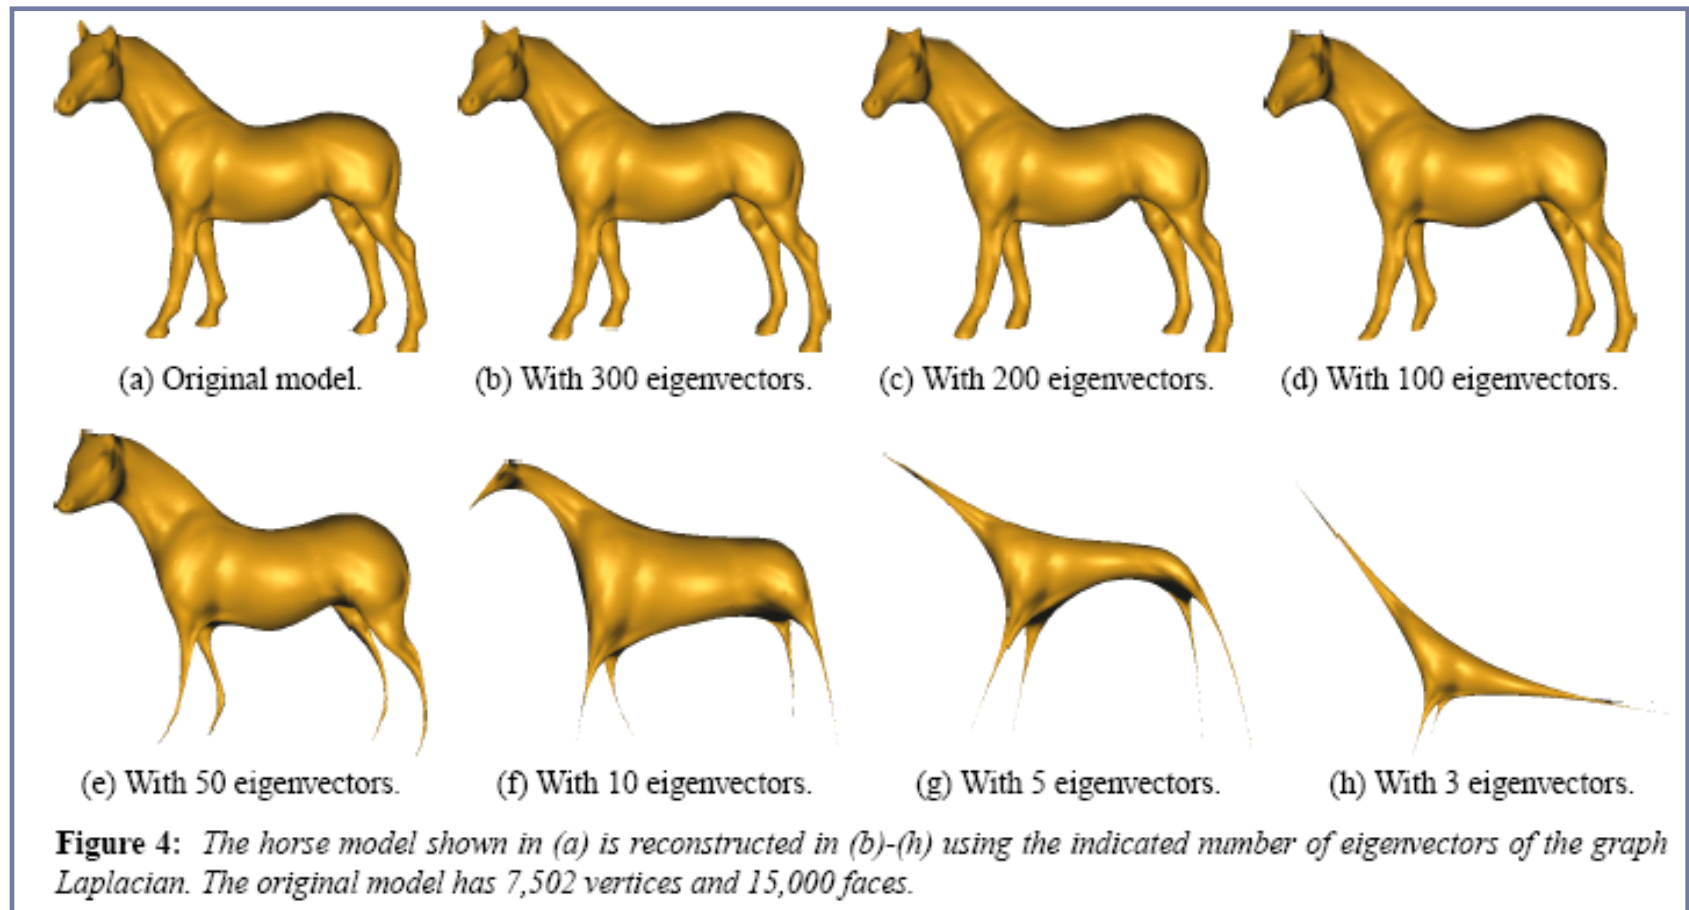 (a) Original model.
(b) With 300 eigenvectors.
(c) With 200 eigenvectors.
(d) With 100 eigenvectors.
(e) With 50 eigenvectors.
(f) With 10 eigenvectors.
(g) With 5 eigenvectors.
(h) With 3 eigenvectors.
Figure 4: The horse model shown in (a) is reconstructed in (b)-(h) using the indicated number of eigenvectors of the graph
Laplacian. The original model has 7,502 vertices and 15,000 faces.